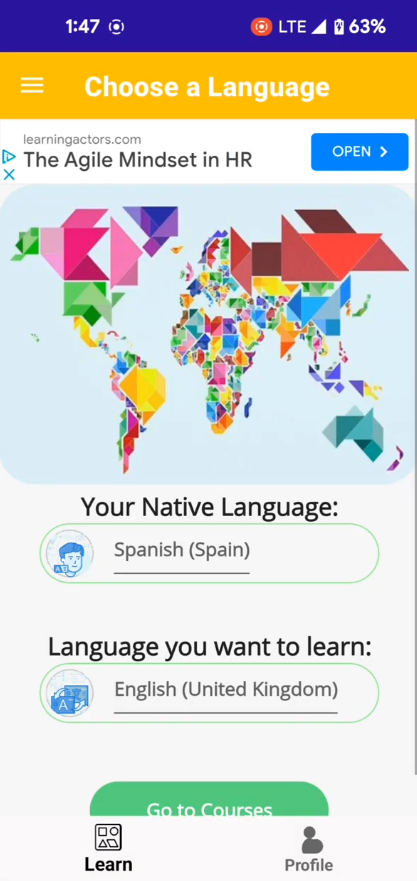 1:47 LTE 63%
Choose a Language
learningactors.com
The Agile Mindset in HR
OPEN
Your Native Language:
Spanish (Spain)
Language you want to learn:
English (United Kingdom)
A
Go to Courses
Learn
Profile